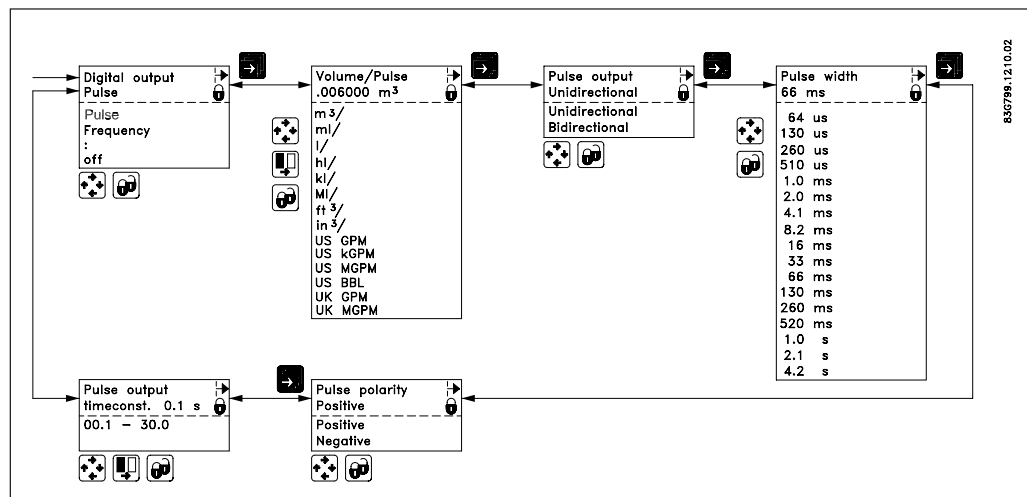 Digital output
Pulse
Pulse
Frequency
:
off
Volume/Pulse
.006000 m³
m³/
ml/
l/
hl/
kl/
Ml/
ft³/
in³/
US GPM
US kGPM
US MGPM
US BBL
UK GPM
UK MGPM
Pulse output
Unidirectional
Unidirectional
Bidirectional
Pulse width
66 ms
64 us
130 us
260 us
510 us
1.0 ms
2.0 ms
4.1 ms
8.2 ms
16 ms
33 ms
66 ms
130 ms
260 ms
520 ms
1.0 s
2.1 s
4.2 s
83G799.1210.02
Pulse output
timeconst. 0.1 s
00.1 – 30.0
Pulse polarity
Positive
Positive
Negative